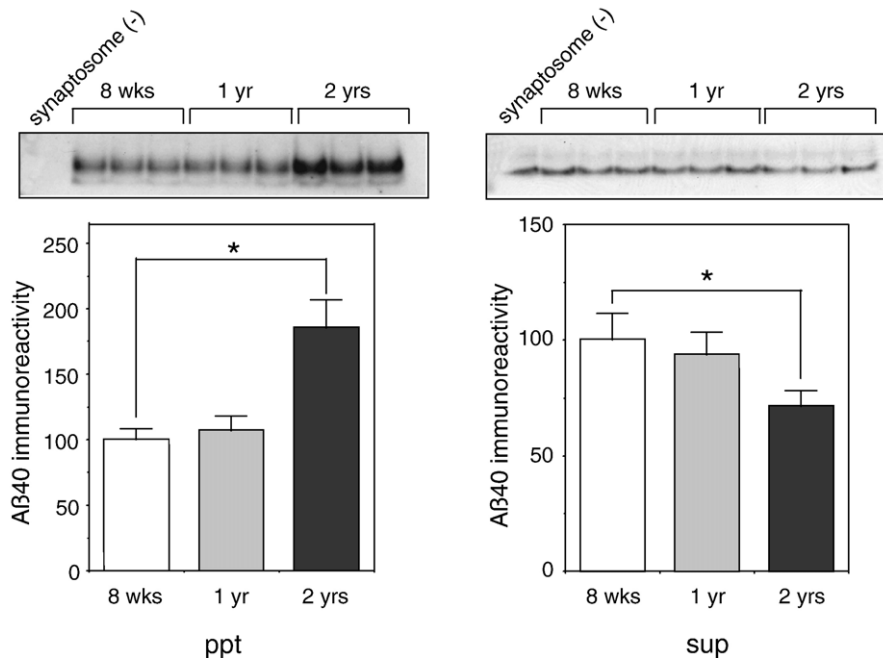 synaptosome (-)
8 wks 1 yr 2 yrs
250
200
150
100
50
0
Aß40 immunoreactivity
*
8 wks 1 yr 2 yrs
ppt
synaptosome (-)
8 wks 1 yr 2 yrs
150
100
50
0
Aß40 immunoreactivity
*
8 wks 1 yr 2 yrs
sup